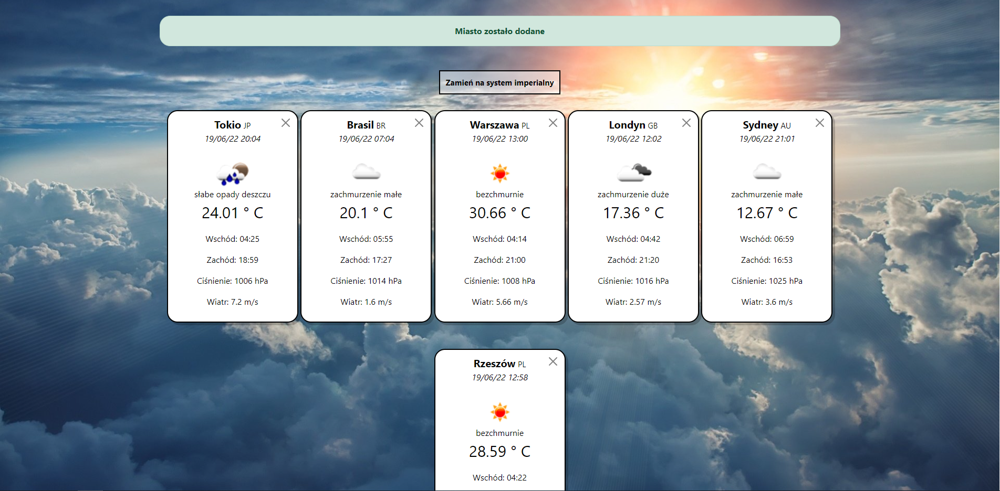 Miasto zostało dodane
Zamień na system imperialny
Tokio JP
19/06/22 20:04
słabe opady deszczu
24.01 ° C
Wschód: 04:25
Zachód: 18:59
Ciśnienie: 1006 hPa
Wiatr: 7.2 m/s
Brasil BR
19/06/22 07:04
zachmurzenie małe
20.1 ° C
Wschód: 05:55
Zachód: 17:27
Ciśnienie: 1014 hPa
Wiatr: 1.6 m/s
Warszawa PL
19/06/22 13:00
bezchmurnie
30.66 ° C
Wschód: 04:14
Zachód: 21:00
Ciśnienie: 1008 hPa
Wiatr: 5.66 m/s
Londyn GB
19/06/22 12:02
zachmurzenie duże
17.36 ° C
Wschód: 04:42
Zachód: 21:20
Ciśnienie: 1016 hPa
Wiatr: 2.57 m/s
Sydney AU
19/06/22 21:01
zachmurzenie małe
12.67 ° C
Wschód: 06:59
Zachód: 16:53
Ciśnienie: 1025 hPa
Wiatr: 3.6 m/s
Rzeszów PL
19/06/22 12:58
bezchmurnie
28.59 ° C
Wschód: 04:22